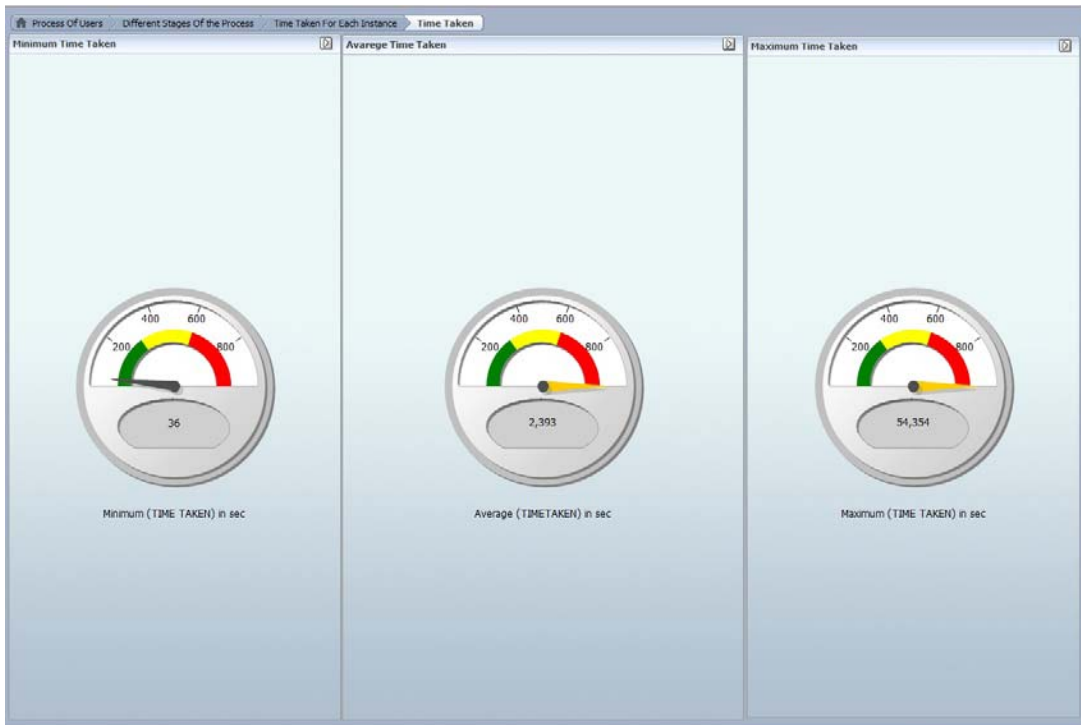 Process Of Users Different Stages Of the Process Time Taken For Each Instance Time Taken
Minimum Time Taken
Avarege Time Taken
Maximum Time Taken
200 400 600 800
36
Minimum (TIME TAKEN) in sec
200 400 600 800
2,393
Average (TIMETAKEN) in sec
200 400 600 800
54,354
Maximum (TIME TAKEN) in sec